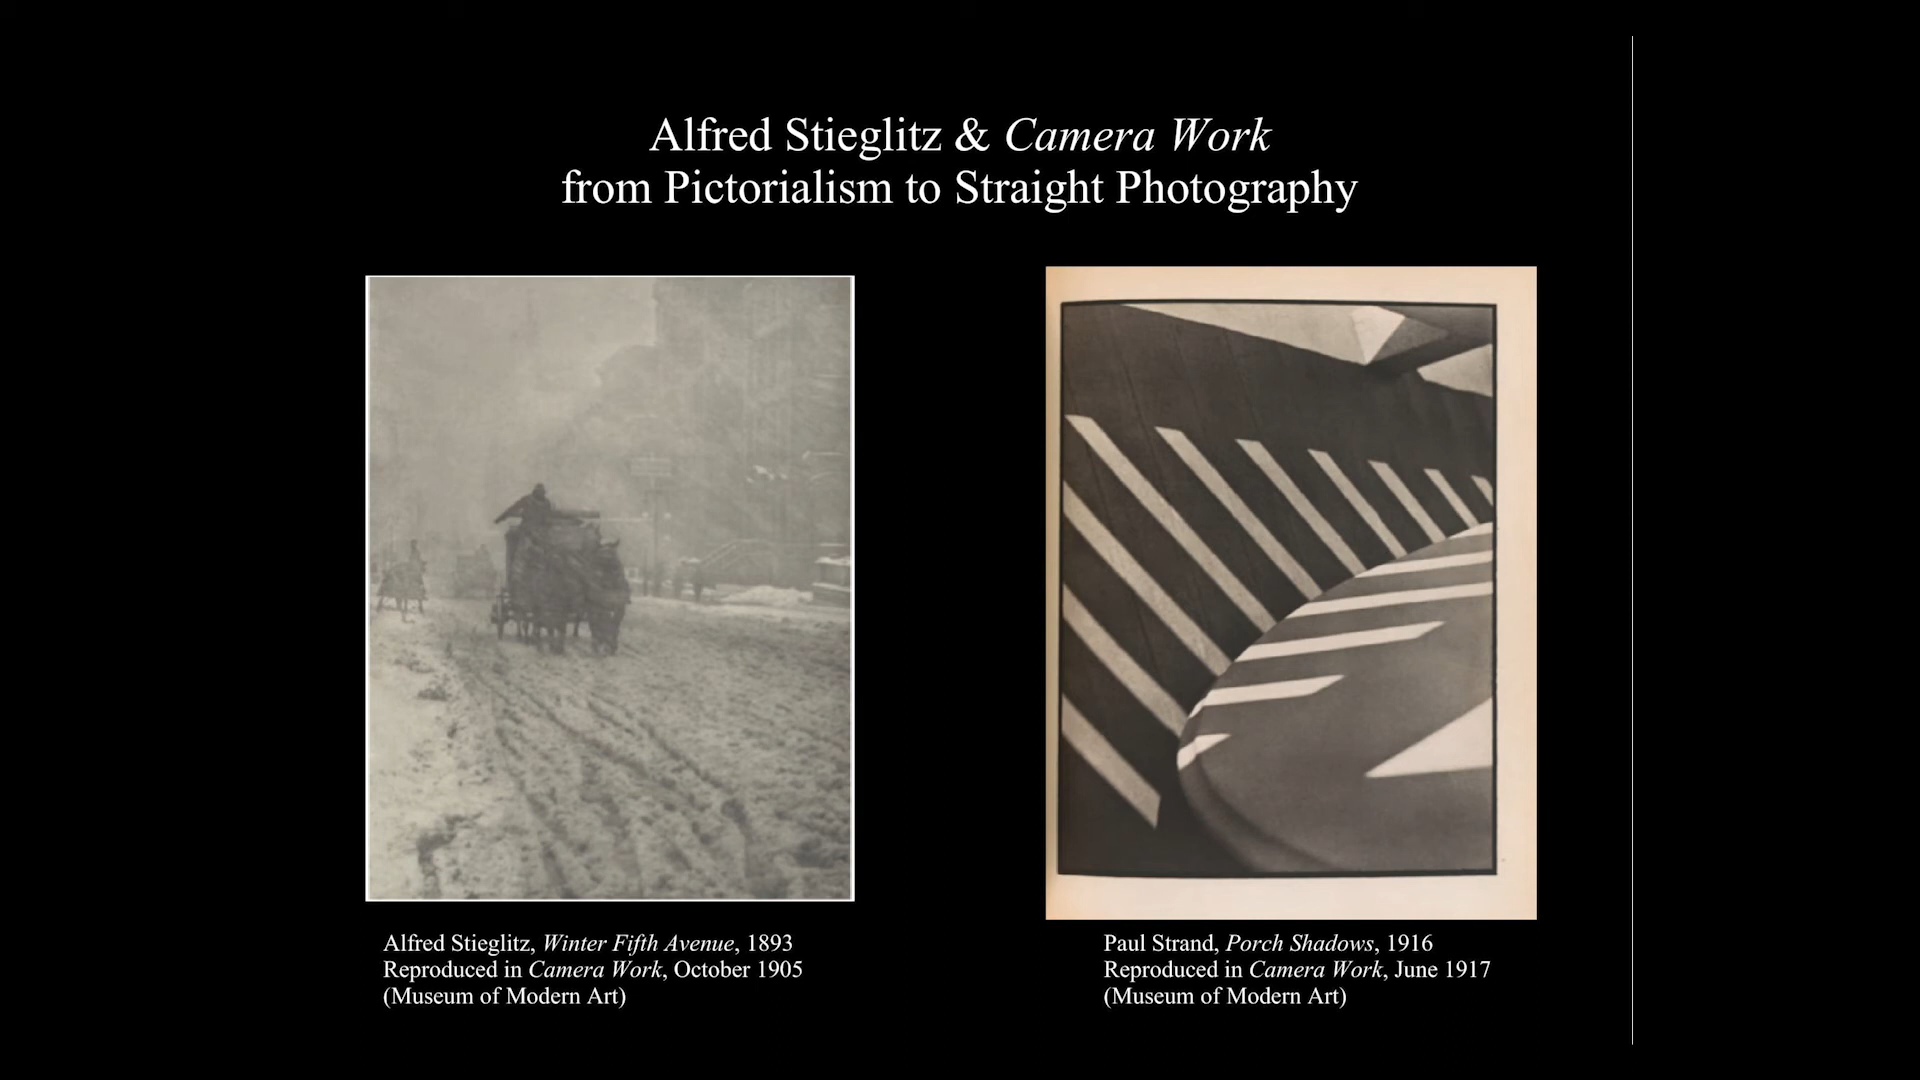 Alfred Stieglitz & Camera Work
from Pictorialism to Straight Photography
Alfred Stieglitz, Winter Fifth Avenue, 1893
Reproduced in Camera Work, October 1905
(Museum of Modern Art)
Paul Strand, Porch Shadows, 1916
Reproduced in Camera Work, June 1917
(Museum of Modern Art)